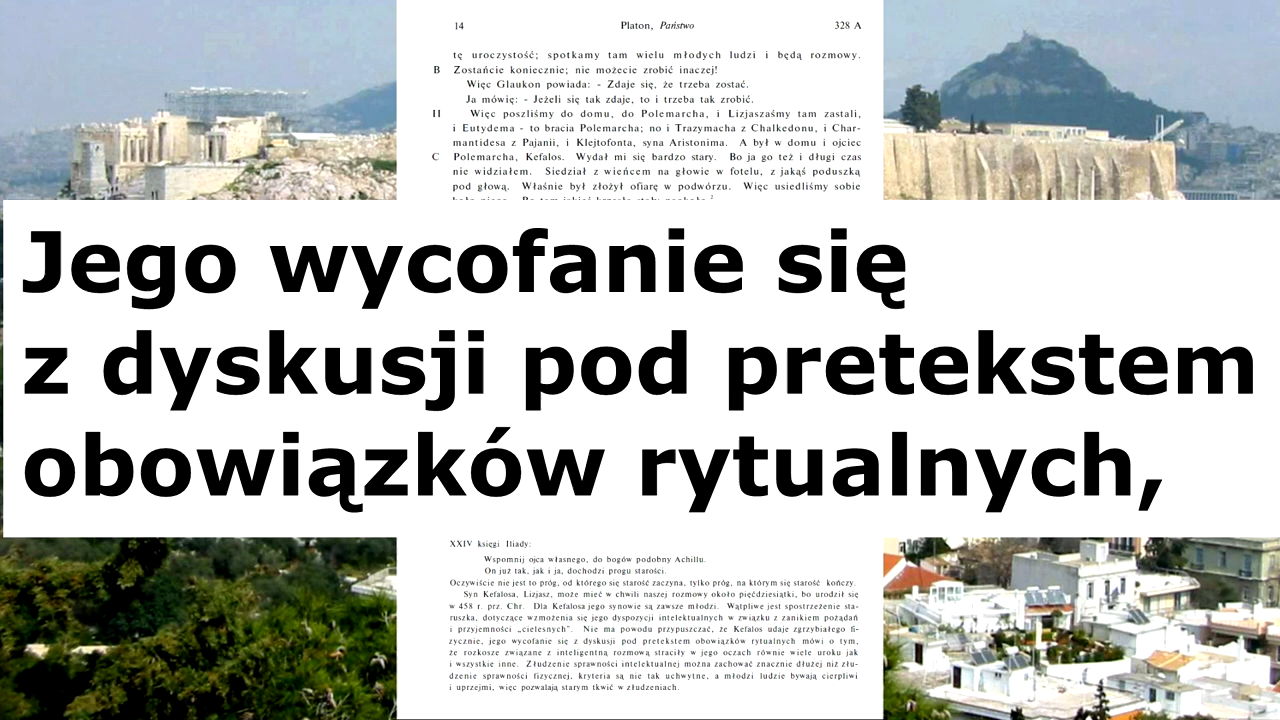 14 Platon, Państwo 328 A
tę uroczystość; spotkamy tam wielu młodych ludzi i będą rozmowy.
B Zostańcie koniecznie; nie możecie zrobić inaczej!
Więc Glaukon powiada: - Zdaje się, że trzeba zostać.
Ja mówię: - Jeżeli się tak zdaje, to i trzeba tak zrobić.
II Więc poszliśmy do domu, do Polemarcha, i Lizjaszaśmy tam zastali,
i Eutydema - to bracia Polemarcha; no i Trazymacha z Chalkedonu, i Char-
mantidesa z Pajanii, i Klejtofonta, syna Aristonima. A był w domu i ojciec
C Polemarcha, Kefalos. Wydał mi się bardzo stary. Bo ja go też i długi czas
nie widziałem. Siedział z wieńcem na głowie w fotelu, z jakąś poduszką
pod głową. Właśnie był złożył ofiarę w podwórzu. Więc usiedliśmy sobie
Jego wycofanie się
z dyskusji pod pretekstem
obowiązków rytualnych,
XXIV księgi Iliady:
Wspomnij ojca własnego, do bogów podobny Achillu.
On już tak, jak i ja, dochodzi progu starości.
Oczywiście nie jest to próg, od którego się starość zaczyna, tylko próg, na którym się starość kończy.
Syn Kefalosa, Lizjasz, może mieć w chwili naszej rozmowy około pięćdziesiątki, bo urodził się
w 458 r. prz. Chr. Dla Kefalosa jego synowie są zawsze młodzi. Wątpliwe jest spostrzeżenie sta-
ruszka, dotyczące wzmożenia się jego dyspozycji intelektualnych w związku z zanikiem pożądań
i przyjemności „cielesnych". Nie ma powodu przypuszczać, że Kefalos udaje zgrzybiałego fi-
zycznie, jego wycofanie się z dyskusji pod pretekstem obowiązków rytualnych mówi o tym,
że rozkosze związane z inteligentną rozmową straciły w jego oczach równie wiele uroku jak
i wszystkie inne. Złudzenie sprawności intelektualnej można zachować znacznie dłużej niż złu-
dzenie sprawności fizycznej, kryteria są nie tak uchwytne, a młodzi ludzie bywają cierpliwi
i uprzejmi, więc pozwalają starym tkwić w złudzeniach.